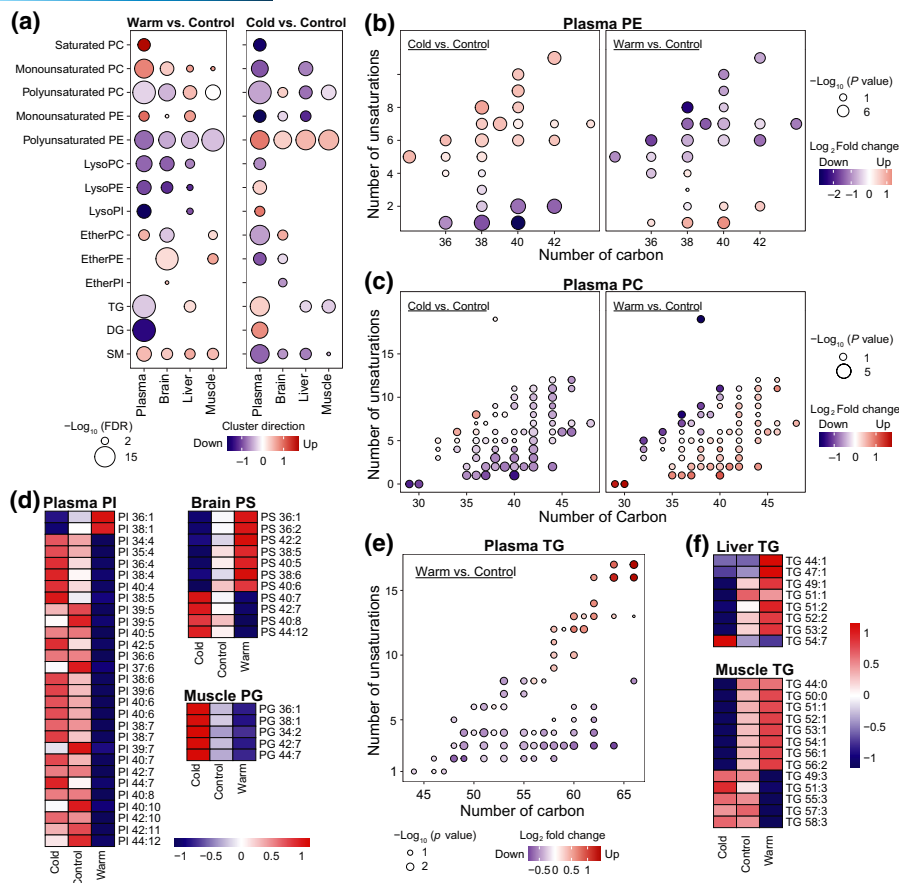 (a)
Warm vs. Control
Cold vs. Control
Saturated PC
Monounsaturated PC
Polyunsaturated PC
Monounsaturated PE
Polyunsaturated PE
LysoPC
LysoPE
LysoPI
EtherPC
EtherPE
EtherPI
TG
DG
SM
Plasma
Brain
Liver
Muscle
Plasma
Brain
Liver
Muscle
−Log10 (FDR)
2
15
Cluster direction
Down
Up
−1 0 1
(b)
Plasma PE
Cold vs. Control
Warm vs. Control
Number of unsaturations
10
8
6
4
2
36 38 40 42
36 38 40 42
Number of carbon
−Log10 (P value)
1
6
Log2 Fold change
Down
Up
−2 −1 0 1
(c)
Plasma PC
Cold vs. Control
Warm vs. Control
Number of unsaturations
15
10
5
0
30 35 40 45
30 35 40 45
Number of Carbon
−Log10 (P value)
1
5
Log2 Fold change
Down
Up
−1 0 1
(d)
Plasma PI
PI 36:1
PI 38:1
PI 34:4
PI 35:4
PI 36:4
PI 38:4
PI 40:4
PI 38:5
PI 39:5
PI 39:5
PI 40:5
PI 42:5
PI 36:6
PI 37:6
PI 38:6
PI 39:6
PI 40:6
PI 40:6
PI 38:7
PI 38:7
PI 39:7
PI 40:7
PI 42:7
PI 44:7
PI 40:8
PI 40:10
PI 42:10
PI 42:11
PI 44:12
Cold
Control
Warm
Brain PS
PS 36:1
PS 36:2
PS 42:2
PS 38:5
PS 40:5
PS 38:6
PS 40:6
PS 40:7
PS 42:7
PS 40:8
PS 44:12
Cold
Control
Warm
Muscle PG
PG 36:1
PG 38:1
PG 34:2
PG 42:7
PG 44:7
Cold
Control
Warm
−1 −0.5 0 0.5 1
(e)
Plasma TG
Warm vs. Control
Number of unsaturations
15
10
5
1
45 50 55 60 65
Number of carbon
−Log10 (p value)
1
2
Log2 fold change
Down
Up
−0.50 0.5 1
(f)
Liver TG
TG 44:1
TG 47:1
TG 49:1
TG 51:1
TG 51:2
TG 52:2
TG 53:2
TG 54:7
Muscle TG
TG 44:0
TG 50:0
TG 51:1
TG 52:1
TG 53:1
TG 54:1
TG 56:1
TG 56:2
TG 49:3
TG 51:3
TG 55:3
TG 57:3
TG 58:3
Cold
Control
Warm
1
0.5
0
−0.5
−1